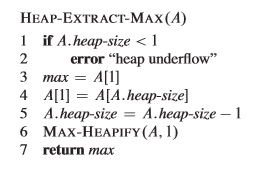 HEAP-EXTRACT-MAX(A)
1 if A.heap-size < 1
2 error “heap underflow”
3 max = A[1]
4 A[1] = A[A.heap-size]
5 A.heap-size = A.heap-size − 1
6 MAX-HEAPIFY(A, 1)
7 return max